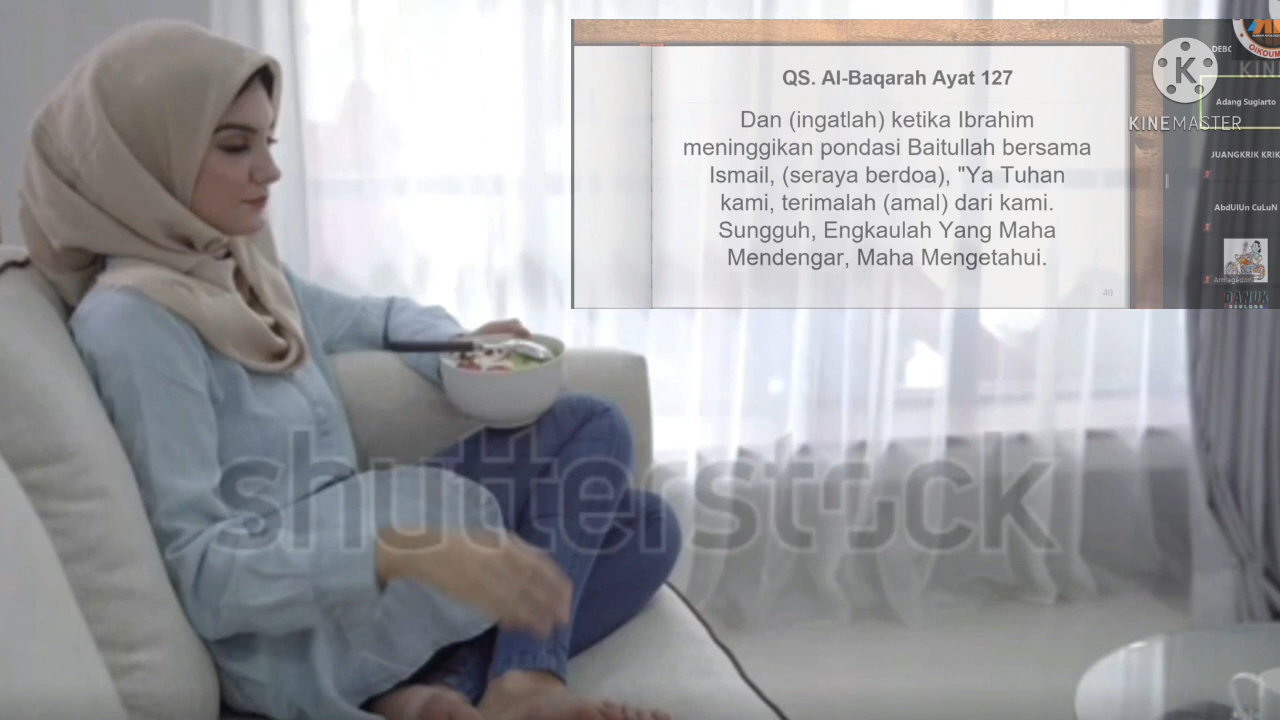 QS. Al-Baqarah Ayat 127
Dan (ingatlah) ketika Ibrahim
meninggikan pondasi Baitullah bersama
Ismail, (seraya berdoa), "Ya Tuhan
kami, terimalah (amal) dari kami.
Sungguh, Engkaulah Yang Maha
Mendengar, Maha Mengetahui.
40
DEBC
K
KINEMASTER
Adang Sugiarto
JUANGKRIK KRIK
AbdUlUn CuLuN
shutterstock